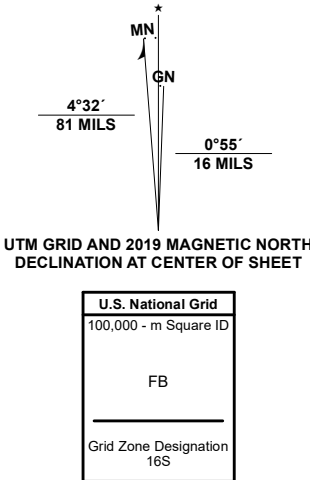 MN
GN
4°32´
81 MILS
0°55´
16 MILS
UTM GRID AND 2019 MAGNETIC NORTH
DECLINATION AT CENTER OF SHEET
U.S. National Grid
100,000 - m Square ID
FB
Grid Zone Designation
16S